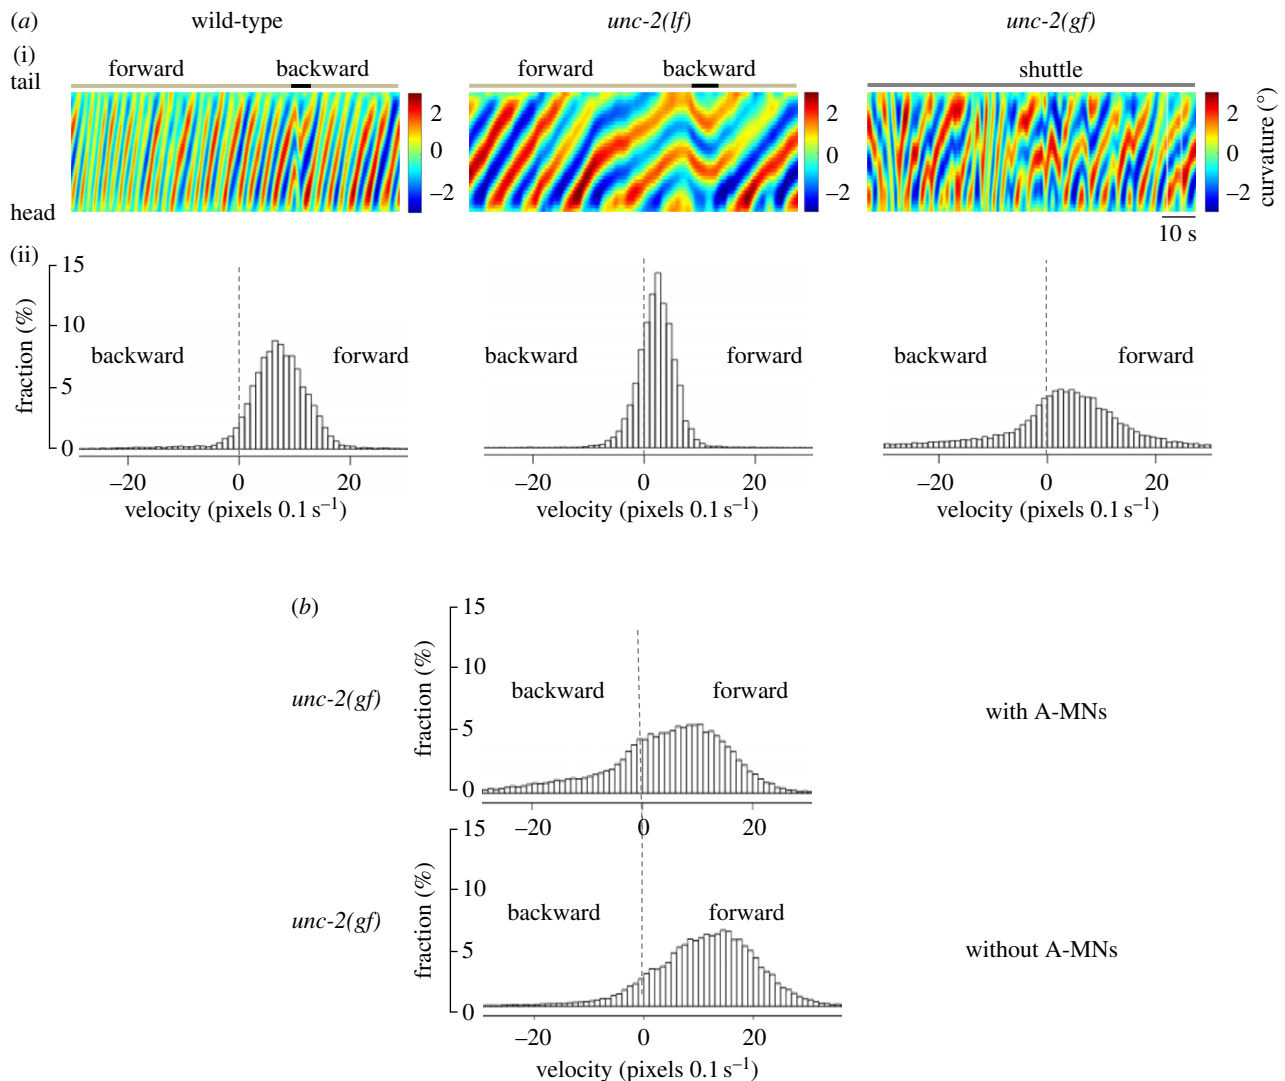 (a) wild-type unc-2(lf) unc-2(gf)
(i)
tail forward backward forward backward shuttle
2 2 2
0 0 0
–2 –2 –2
curvature (°)
head
10 s
(ii)
15
10
5
0
fraction (%)
backward forward backward forward backward forward
–20 0 20 –20 0 20 –20 0 20
velocity (pixels 0.1 s⁻¹) velocity (pixels 0.1 s⁻¹) velocity (pixels 0.1 s⁻¹)
(b)
15
10
5
0
fraction (%)
unc-2(gf) backward forward with A-MNs
–20 0 20
15
10
5
0
fraction (%)
unc-2(gf) backward forward without A-MNs
–20 0 20
velocity (pixels 0.1 s⁻¹)